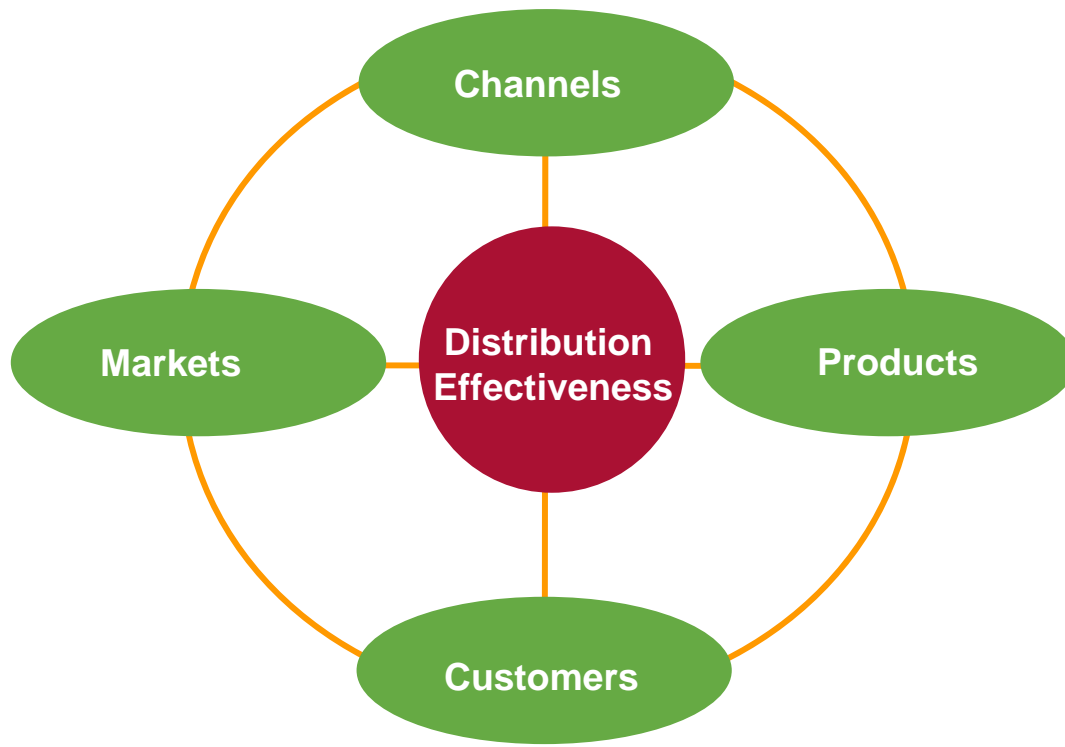 Channels
Markets
Distribution
Effectiveness
Products
Customers